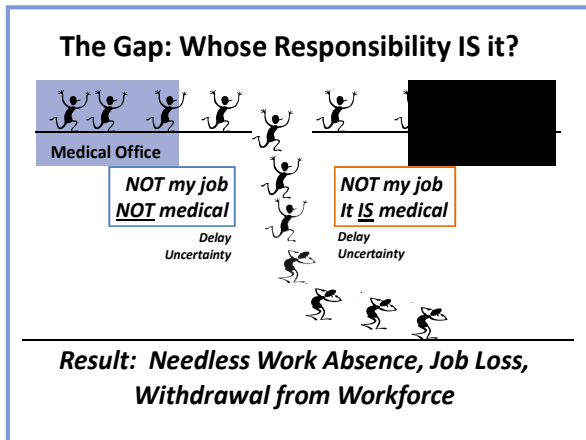 The Gap: Whose Responsibility IS it?
Medical Office
NOT my job
NOT medical
Delay
Uncertainty
NOT my job
It IS medical
Delay
Uncertainty
Result: Needless Work Absence, Job Loss,
Withdrawal from Workforce